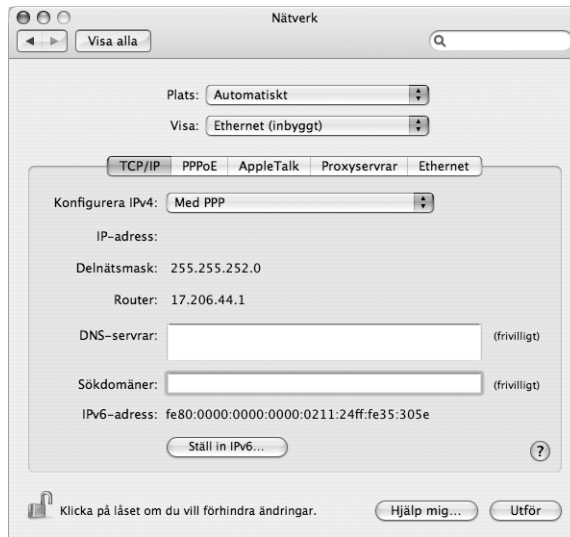 Nätverk
Visa alla
Plats: Automatiskt
Visa: Ethernet (inbyggt)
TCP/IP PPPoE AppleTalk Proxyservrar Ethernet
Konfigurera IPv4: Med PPP
IP-adress:
Delnätsmask: 255.255.252.0
Router: 17.206.44.1
DNS-servrar: (frivilligt)
Sökdomäner: (frivilligt)
IPv6-adress: fe80:0000:0000:0000:0211:24ff:fe35:305e
Ställ in IPv6...
?
Klicka på låset om du vill förhindra ändringar. Hjälp mig... Utför